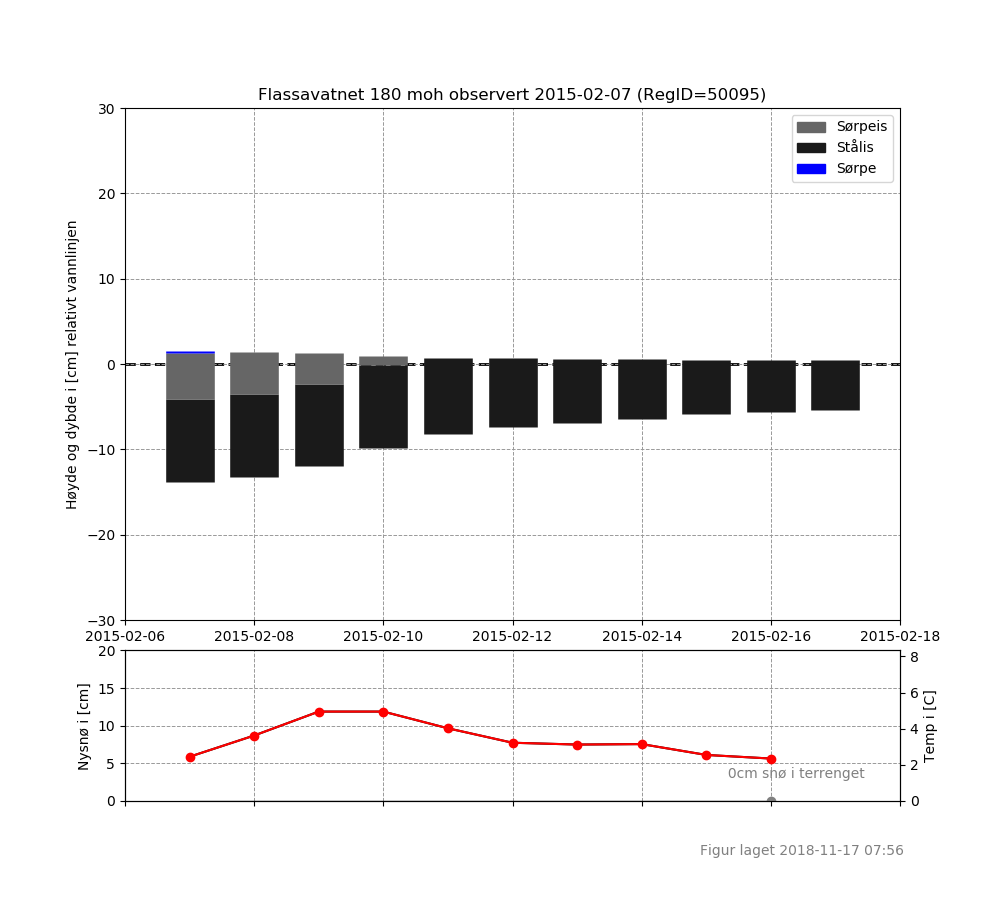 Flassavatnet 180 moh observert 2015-02-07 (RegID=50095)
Høyde og dybde i [cm] relativt vannlinjen
30
20
10
0
−10
−20
−30
Sørpeis
Stålis
Sørpe
2015-02-06 2015-02-08 2015-02-10 2015-02-12 2015-02-14 2015-02-16 2015-02-18
Nysnø i [cm]
20
15
10
5
0
8
6
4
2
0
Temp i [C]
0cm snø i terrenget
Figur laget 2018-11-17 07:56